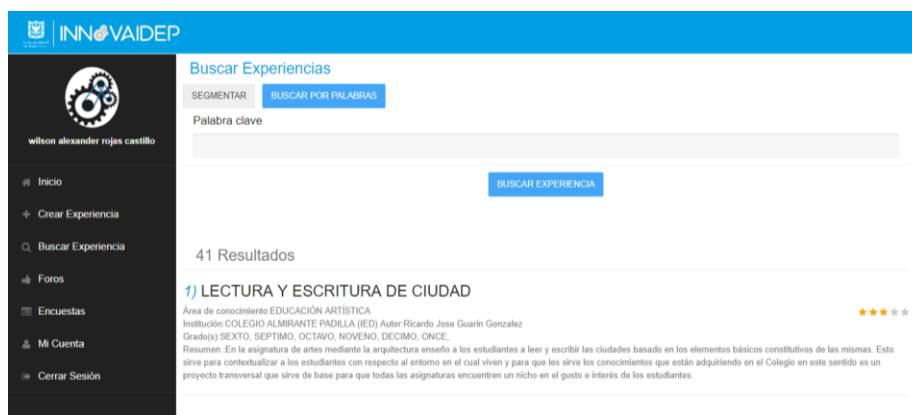 INNOVAIDEP
Buscar Experiencias
SEGMENTAR
BUSCAR POR PALABRAS
Palabra clave
wilson alexander rojas castillo
BUSCAR EXPERIENCIA
Inicio
Crear Experiencia
Buscar Experiencia
Foros
Encuestas
Mi Cuenta
Cerrar Sesión
41 Resultados
1) LECTURA Y ESCRITURA DE CIUDAD
Área de conocimiento:EDUCACIÓN ARTÍSTICA
Institución:COLEGIO ALMIRANTE PADILLA (IED) Autor:Ricardo Jose Guarin Gonzalez
Grado(s):SEXTO, SEPTIMO, OCTAVO, NOVENO, DECIMO, ONCE,
Resumen :En la asignatura de artes mediante la arquitectura enseño a los estudiantes a leer y escribir las ciudades basado en los elementos básicos constitutivos de las mismas. Esto
sirve para contextualizar a los estudiantes con respecto al entorno en el cual viven y para que les sirve los conocimientos que están adquiriendo en el Colegio en este sentido es un
proyecto transversal que sirve de base para que todas las asignaturas encuentren un nicho en el gusto e interés de los estudiantes.